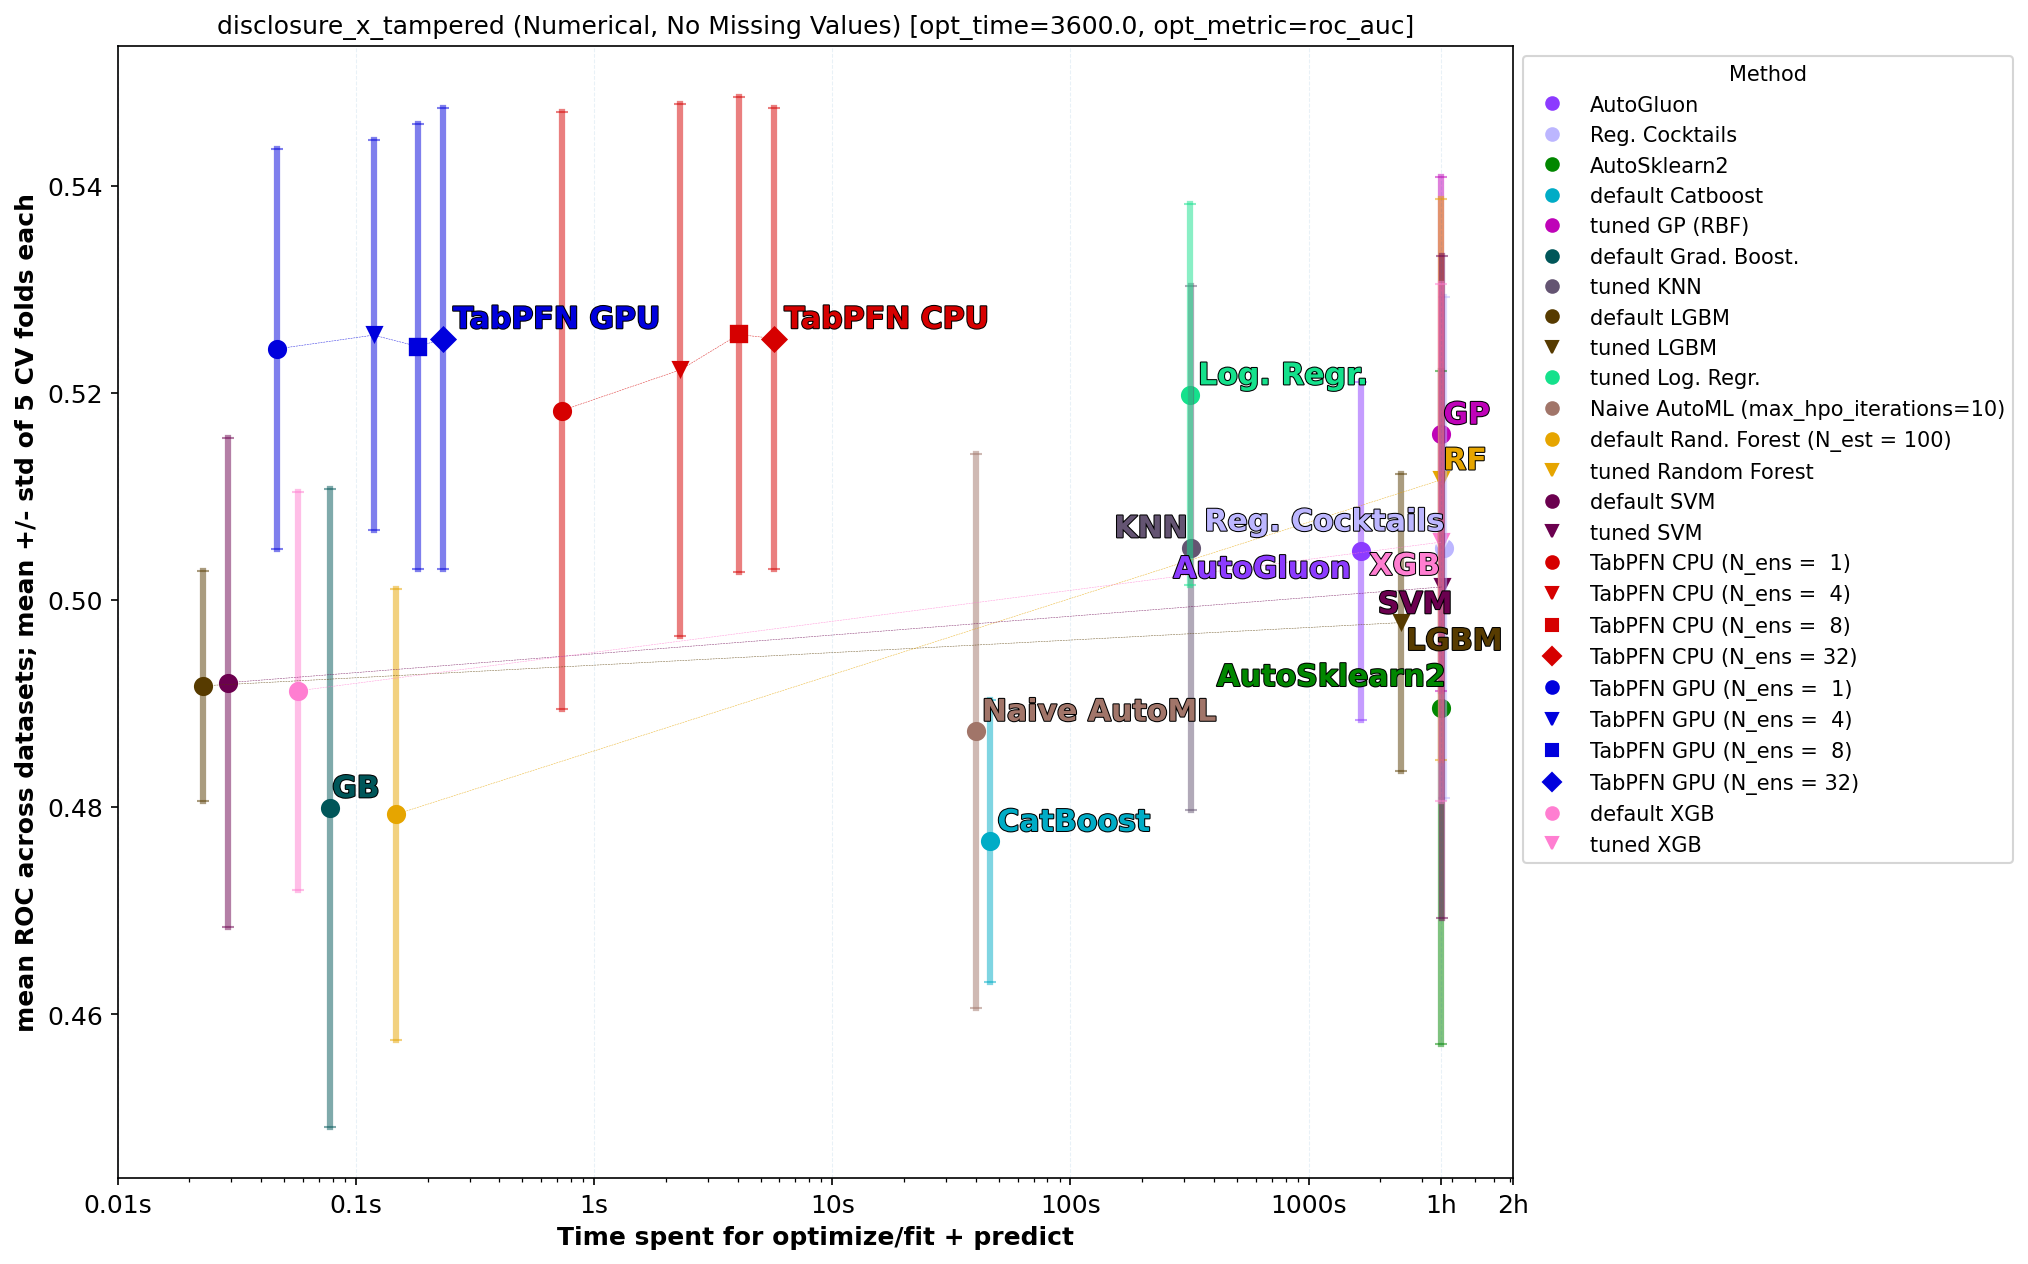 disclosure_x_tampered (Numerical, No Missing Values) [opt_time=3600.0, opt_metric=roc_auc]
mean ROC across datasets; mean +/- std of 5 CV folds each
0.54
0.52
0.50
0.48
0.46
TabPFN GPU
TabPFN CPU
Log. Regr.
GP
RF
KNN
Reg. Cocktails
AutoGluon
XGB
SVM
LGBM
AutoSklearn2
Naive AutoML
GB
CatBoost
0.01s
0.1s
1s
10s
100s
1000s
1h
2h
Time spent for optimize/fit + predict
Method
AutoGluon
Reg. Cocktails
AutoSklearn2
default Catboost
tuned GP (RBF)
default Grad. Boost.
tuned KNN
default LGBM
tuned LGBM
tuned Log. Regr.
Naive AutoML (max_hpo_iterations=10)
default Rand. Forest (N_est = 100)
tuned Random Forest
default SVM
tuned SVM
TabPFN CPU (N_ens =  1)
TabPFN CPU (N_ens =  4)
TabPFN CPU (N_ens =  8)
TabPFN CPU (N_ens = 32)
TabPFN GPU (N_ens =  1)
TabPFN GPU (N_ens =  4)
TabPFN GPU (N_ens =  8)
TabPFN GPU (N_ens = 32)
default XGB
tuned XGB